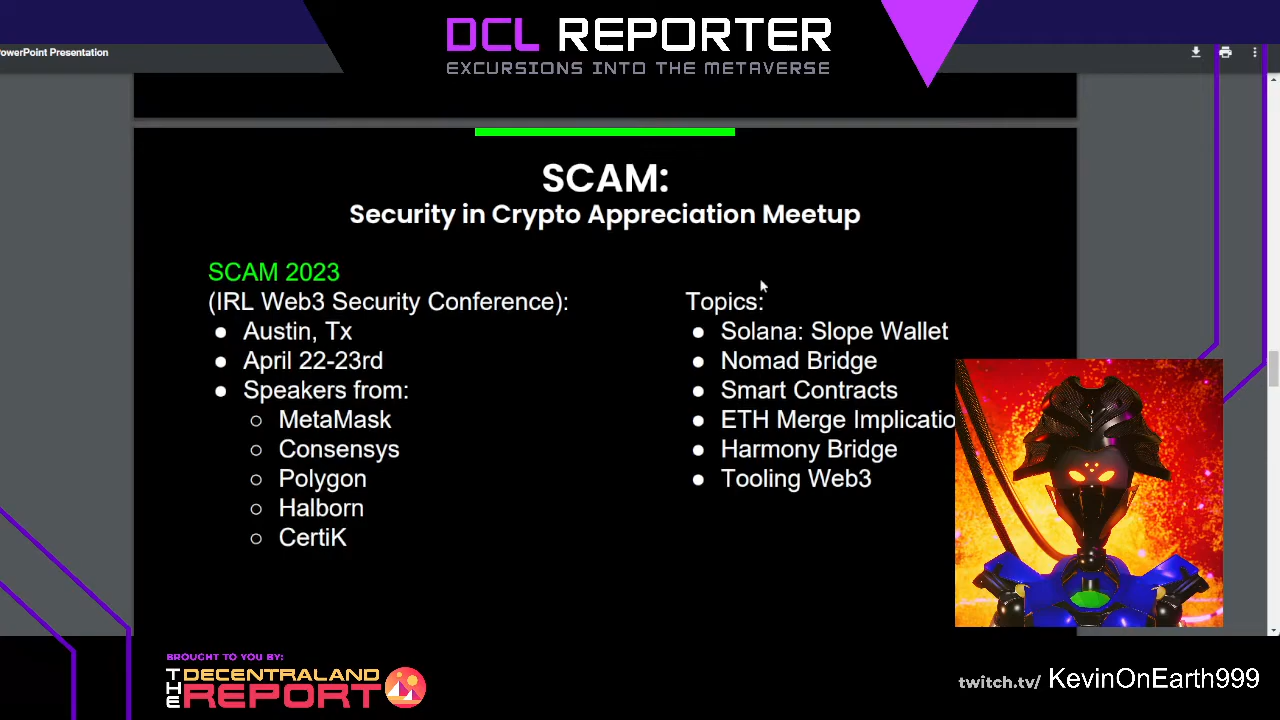 DCL REPORTER
EXCURSIONS INTO THE METAVERSE
PowerPoint Presentation
SCAM:
Security in Crypto Appreciation Meetup
SCAM 2023
(IRL Web3 Security Conference):
● Austin, Tx
● April 22-23rd
● Speakers from:
○ MetaMask
○ Consensys
○ Polygon
○ Halborn
○ CertiK
Topics:
● Solana: Slope Wallet
● Nomad Bridge
● Smart Contracts
● ETH Merge Implicatio
● Harmony Bridge
● Tooling Web3
BROUGHT TO YOU BY:
THE DECENTRALAND
REPORT
twitch.tv/ KevinOnEarth999